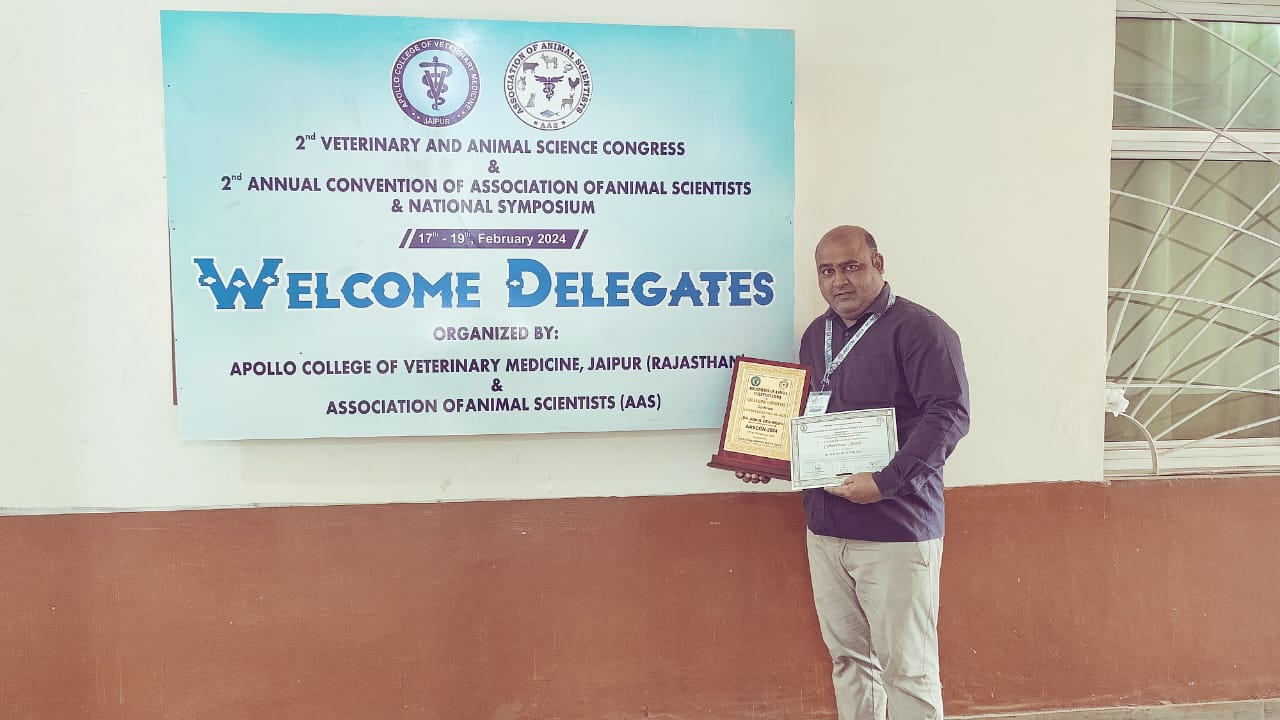 APOLLO COLLEGE OF VETERINARY MEDICINE
JAIPUR
ASSOCIATION OF ANIMAL SCIENTISTS
AAS
2nd VETERINARY AND ANIMAL SCIENCE CONGRESS
&
2nd ANNUAL CONVENTION OF ASSOCIATION OFANIMAL SCIENTISTS
& NATIONAL SYMPOSIUM
17th - 19th, February 2024
WELCOME DELEGATES
ORGANIZED BY:
APOLLO COLLEGE OF VETERINARY MEDICINE, JAIPUR (RAJASTHAN)
&
ASSOCIATION OFANIMAL SCIENTISTS (AAS)
AASCON-2024